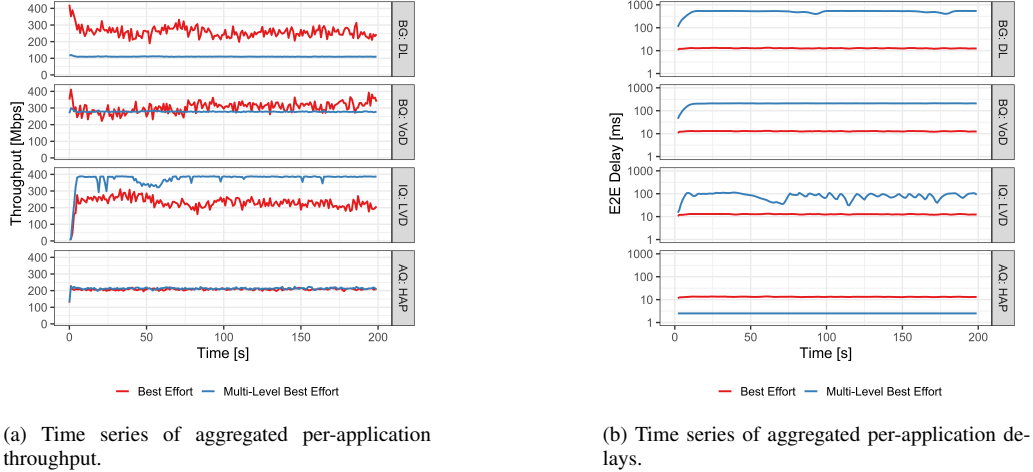 Throughput [Mbps]
400
300
200
100
0
BG: DL
400
300
200
100
0
BQ: VoD
400
300
200
100
0
IQ: LVD
400
300
200
100
0
AQ: HAP
0 50 100 150 200
Time [s]
Best Effort Multi-Level Best Effort
(a) Time series of aggregated per-application
throughput.
E2E Delay [ms]
1000
100
10
1
BG: DL
1000
100
10
1
BQ: VoD
1000
100
10
1
IQ: LVD
1000
100
10
1
AQ: HAP
0 50 100 150 200
Time [s]
Best Effort Multi-Level Best Effort
(b) Time series of aggregated per-application de-
lays.